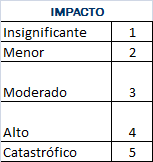 IMPACTO
Insignificante 1
Menor 2
Moderado 3
Alto 4
Catastrófico 5